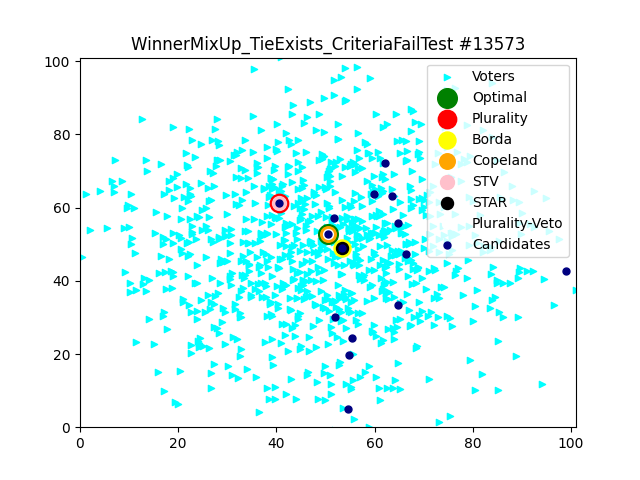 WinnerMixUp_TieExists_CriteriaFailTest #13573
Voters
Optimal
Plurality
Borda
Copeland
STV
STAR
Plurality-Veto
Candidates
100
80
60
40
20
0
0 20 40 60 80 100